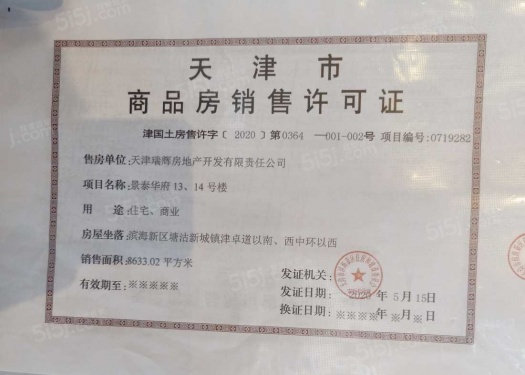 天津市
商品房销售许可证
津国土房售许字〔2020〕第0364—001-002号 项目编号:0719282
售房单位:天津瑞辉房地产开发有限责任公司
项目名称:景泰华府13、14号楼
用 途:住宅、商业
房屋坐落:滨海新区塘沽新城镇津卓道以南、西中环以西
销售面积:8633.02 平方米
有效期至:※※※※※
发证机关:
发证日期: 年 5 月 15日
换证日期:※※※※年 ※月※日